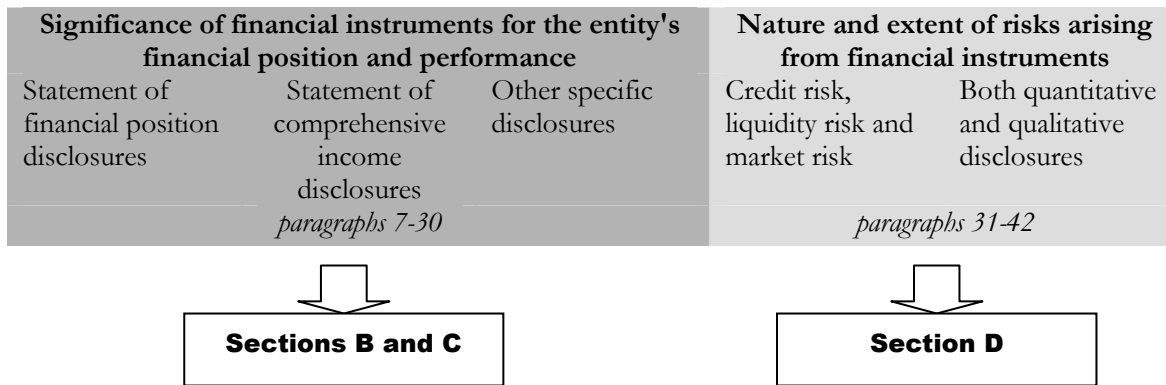 Significance of financial instruments for the entity's
financial position and performance
Statement of
financial position
disclosures
Statement of
comprehensive
income
disclosures
Other specific
disclosures
paragraphs 7-30
Nature and extent of risks arising
from financial instruments
Credit risk,
liquidity risk and
market risk
Both quantitative
and qualitative
disclosures
paragraphs 31-42
Sections B and C
Section D